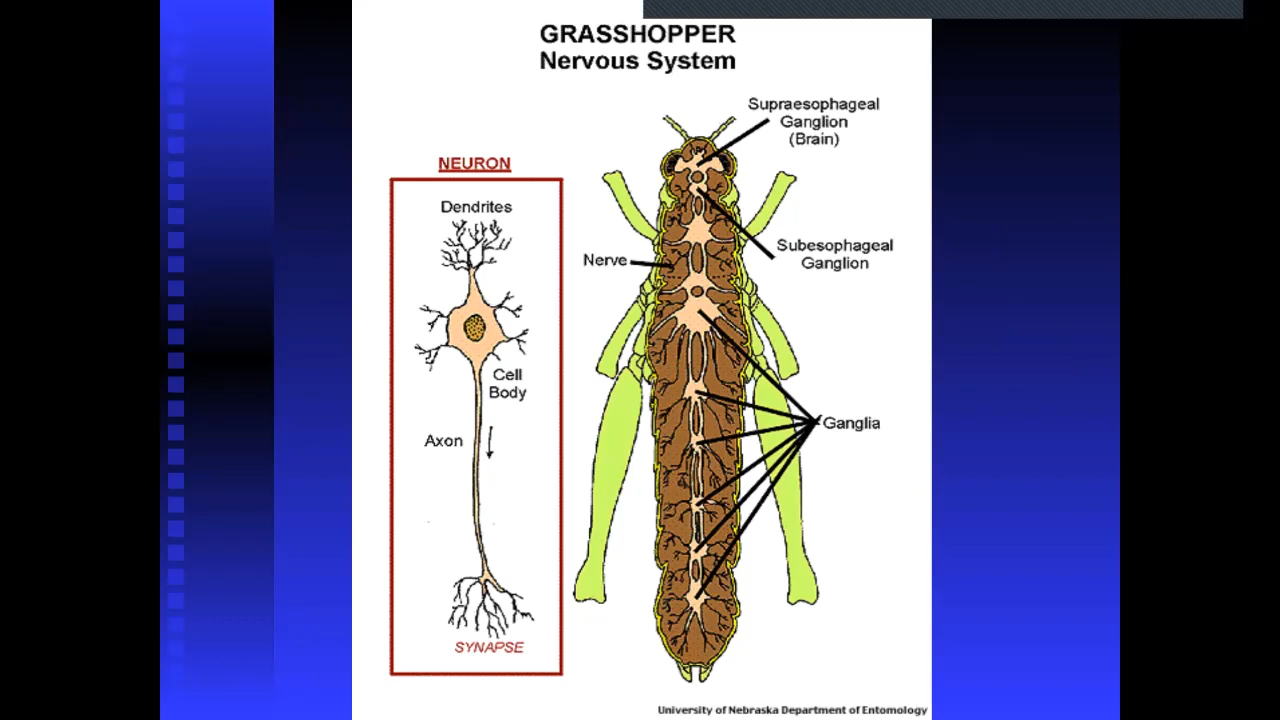 GRASSHOPPER
Nervous System
Supraesophageal
Ganglion
(Brain)
NEURON
Dendrites
Nerve
Subesophageal
Ganglion
Cell
Body
Axon
Ganglia
SYNAPSE
University of Nebraska Department of Entomology